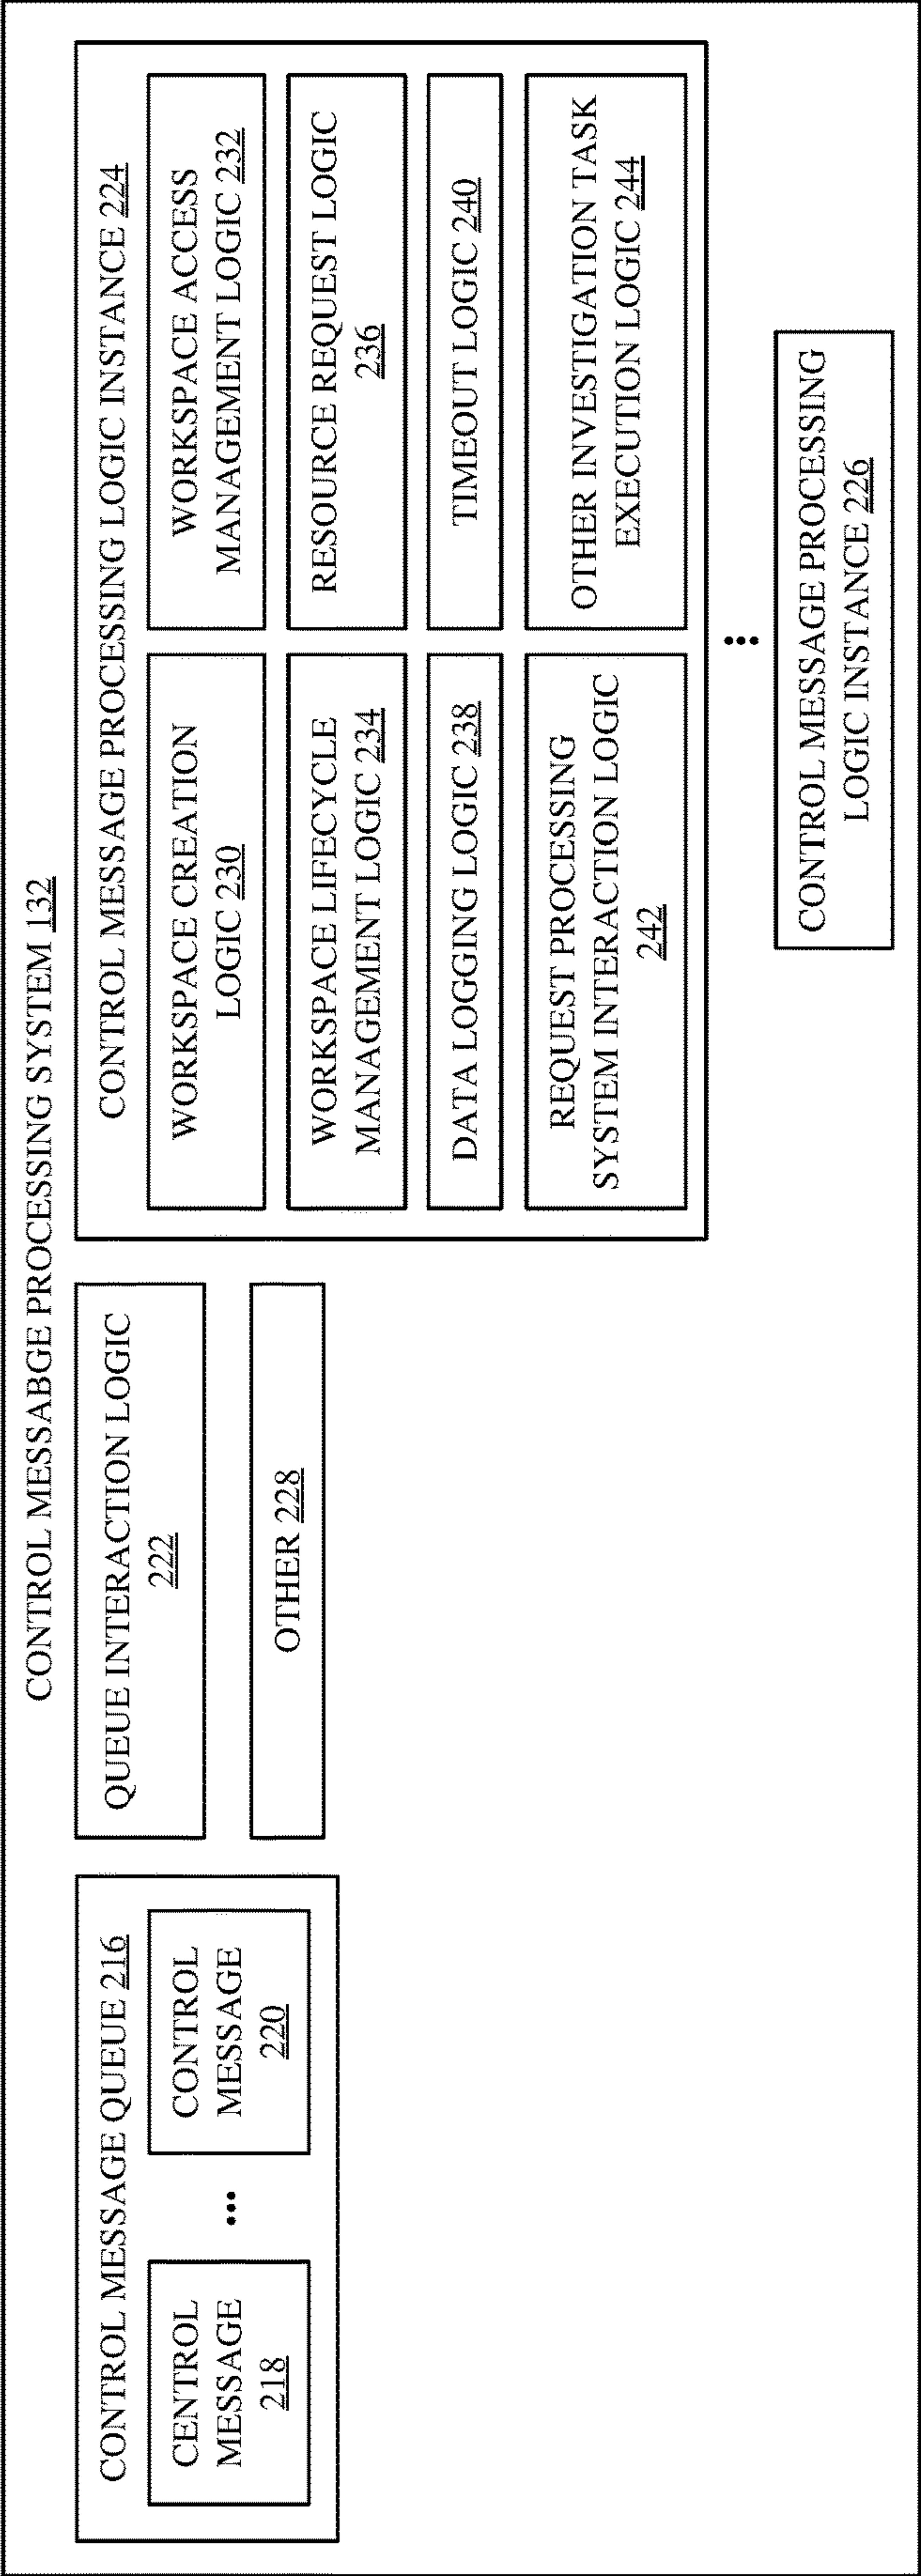 CONTROL MESSABGE PROCESSING SYSTEM 132
CONTROL MESSAGE QUEUE 216
CENTROL
MESSAGE
218
•••
CONTROL
MESSAGE
220
QUEUE INTERACTION LOGIC
222
OTHER 228
CONTROL MESSAGE PROCESSING LOGIC INSTANCE 224
WORKSPACE CREATION
LOGIC 230
WORKSPACE ACCESS
MANAGEMENT LOGIC 232
WORKSPACE LIFECYCLE
MANAGEMENT LOGIC 234
RESOURCE REQUEST LOGIC
236
DATA LOGGING LOGIC 238
TIMEOUT LOGIC 240
REQUEST PROCESSING
SYSTEM INTERACTION LOGIC
242
OTHER INVESTIGATION TASK
EXECUTION LOGIC 244
•••
CONTROL MESSAGE PROCESSING
LOGIC INSTANCE 226